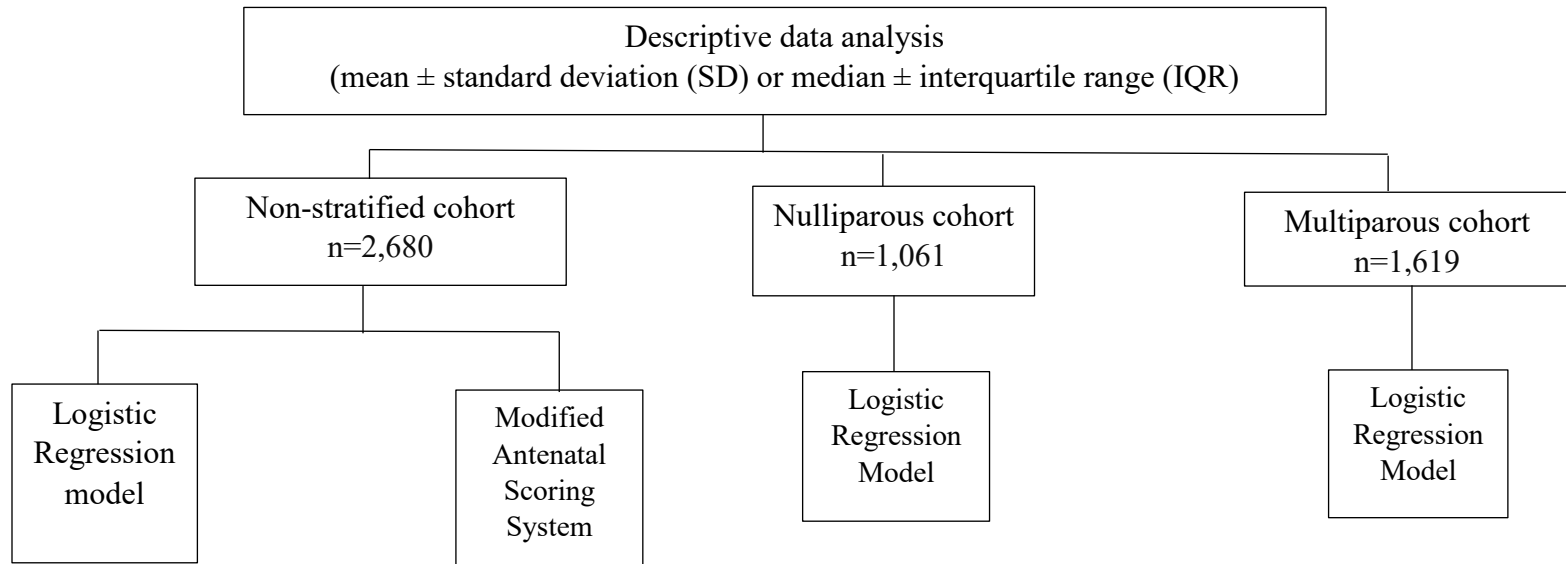 Descriptive data analysis
(mean ± standard deviation (SD) or median ± interquartile range (IQR)
Non-stratified cohort
n=2,680
Nulliparous cohort
n=1,061
Multiparous cohort
n=1,619
Logistic
Regression
model
Modified
Antenatal
Scoring
System
Logistic
Regression
Model
Logistic
Regression
Model